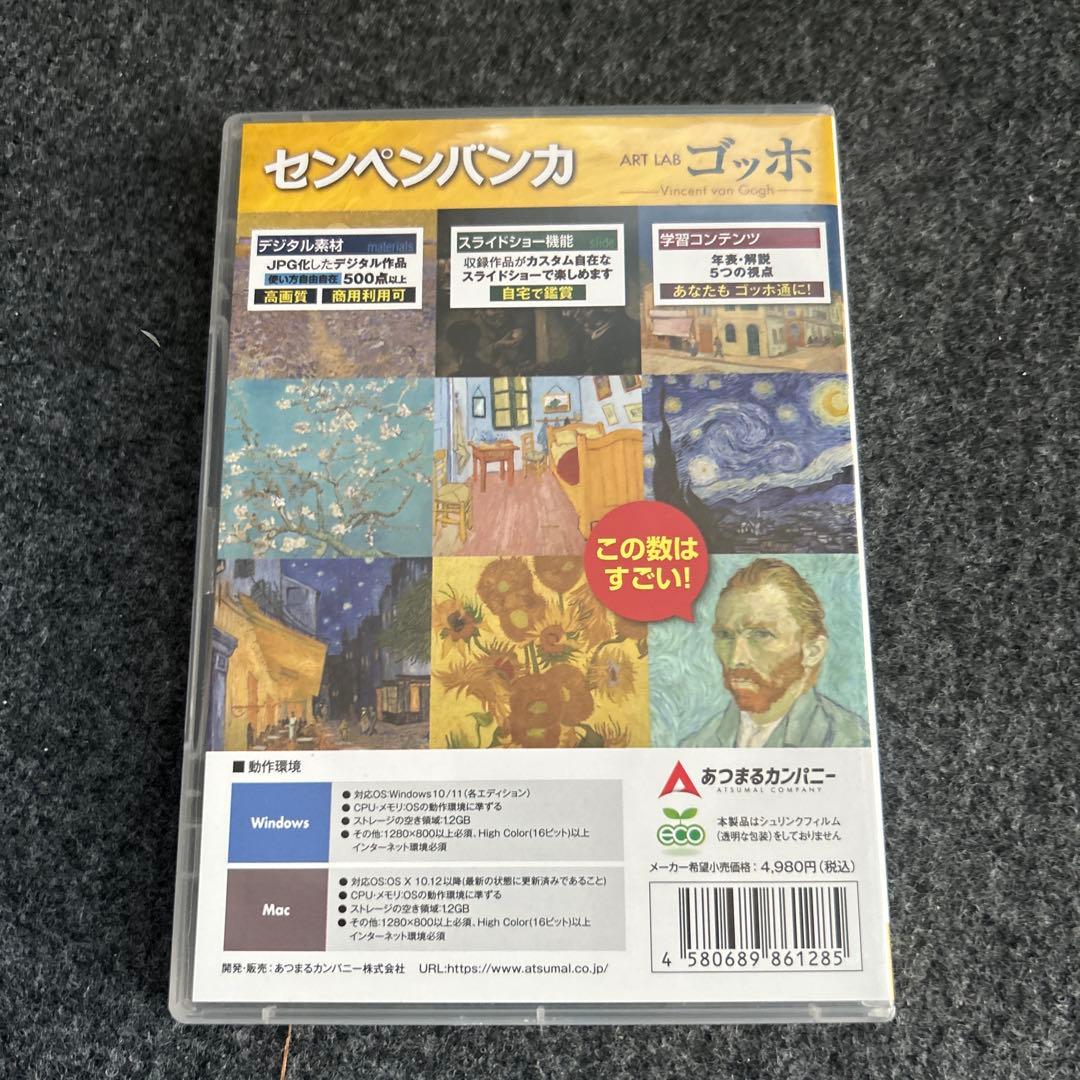 センペンバンカ
ART LAB ゴッホ
Vincent van Gogh
デジタル素材 materials
JPG化したデジタル作品
使い方自由自在 500点以上
高画質 商用利用可
スライドショー機能 slide
収録作品がカスタム自在な
スライドショーで楽しめます
自宅で鑑賞
学習コンテンツ
年表・解説
5つの視点
あなたも ゴッホ通に!
この数は
すごい!
■ 動作環境
Windows
● 対応OS:Windows10/11(各エディション)
● CPU・メモリ:OSの動作環境に準ずる
● ストレージの空き領域:1.2GB
● その他:1280×800以上必須、High Color(16ビット)以上
インターネット環境必須
Mac
● 対応OS:OS X 10.12以降(最新の状態に更新済みであること)
● CPU・メモリ:OSの動作環境に準ずる
● ストレージの空き領域:1.2GB
● その他:1280×800以上必須、High Color(16ビット)以上
インターネット環境必須
開発・販売:あつまるカンパニー株式会社 URL:https://www.atsumal.co.jp/
あつまるカンパニー
ATSUMAL COMPANY
eco
本製品はシュリンクフィルム
(透明な包装)をしておりません
メーカー希望小売価格:4,980円(税込)
4 580689 861285